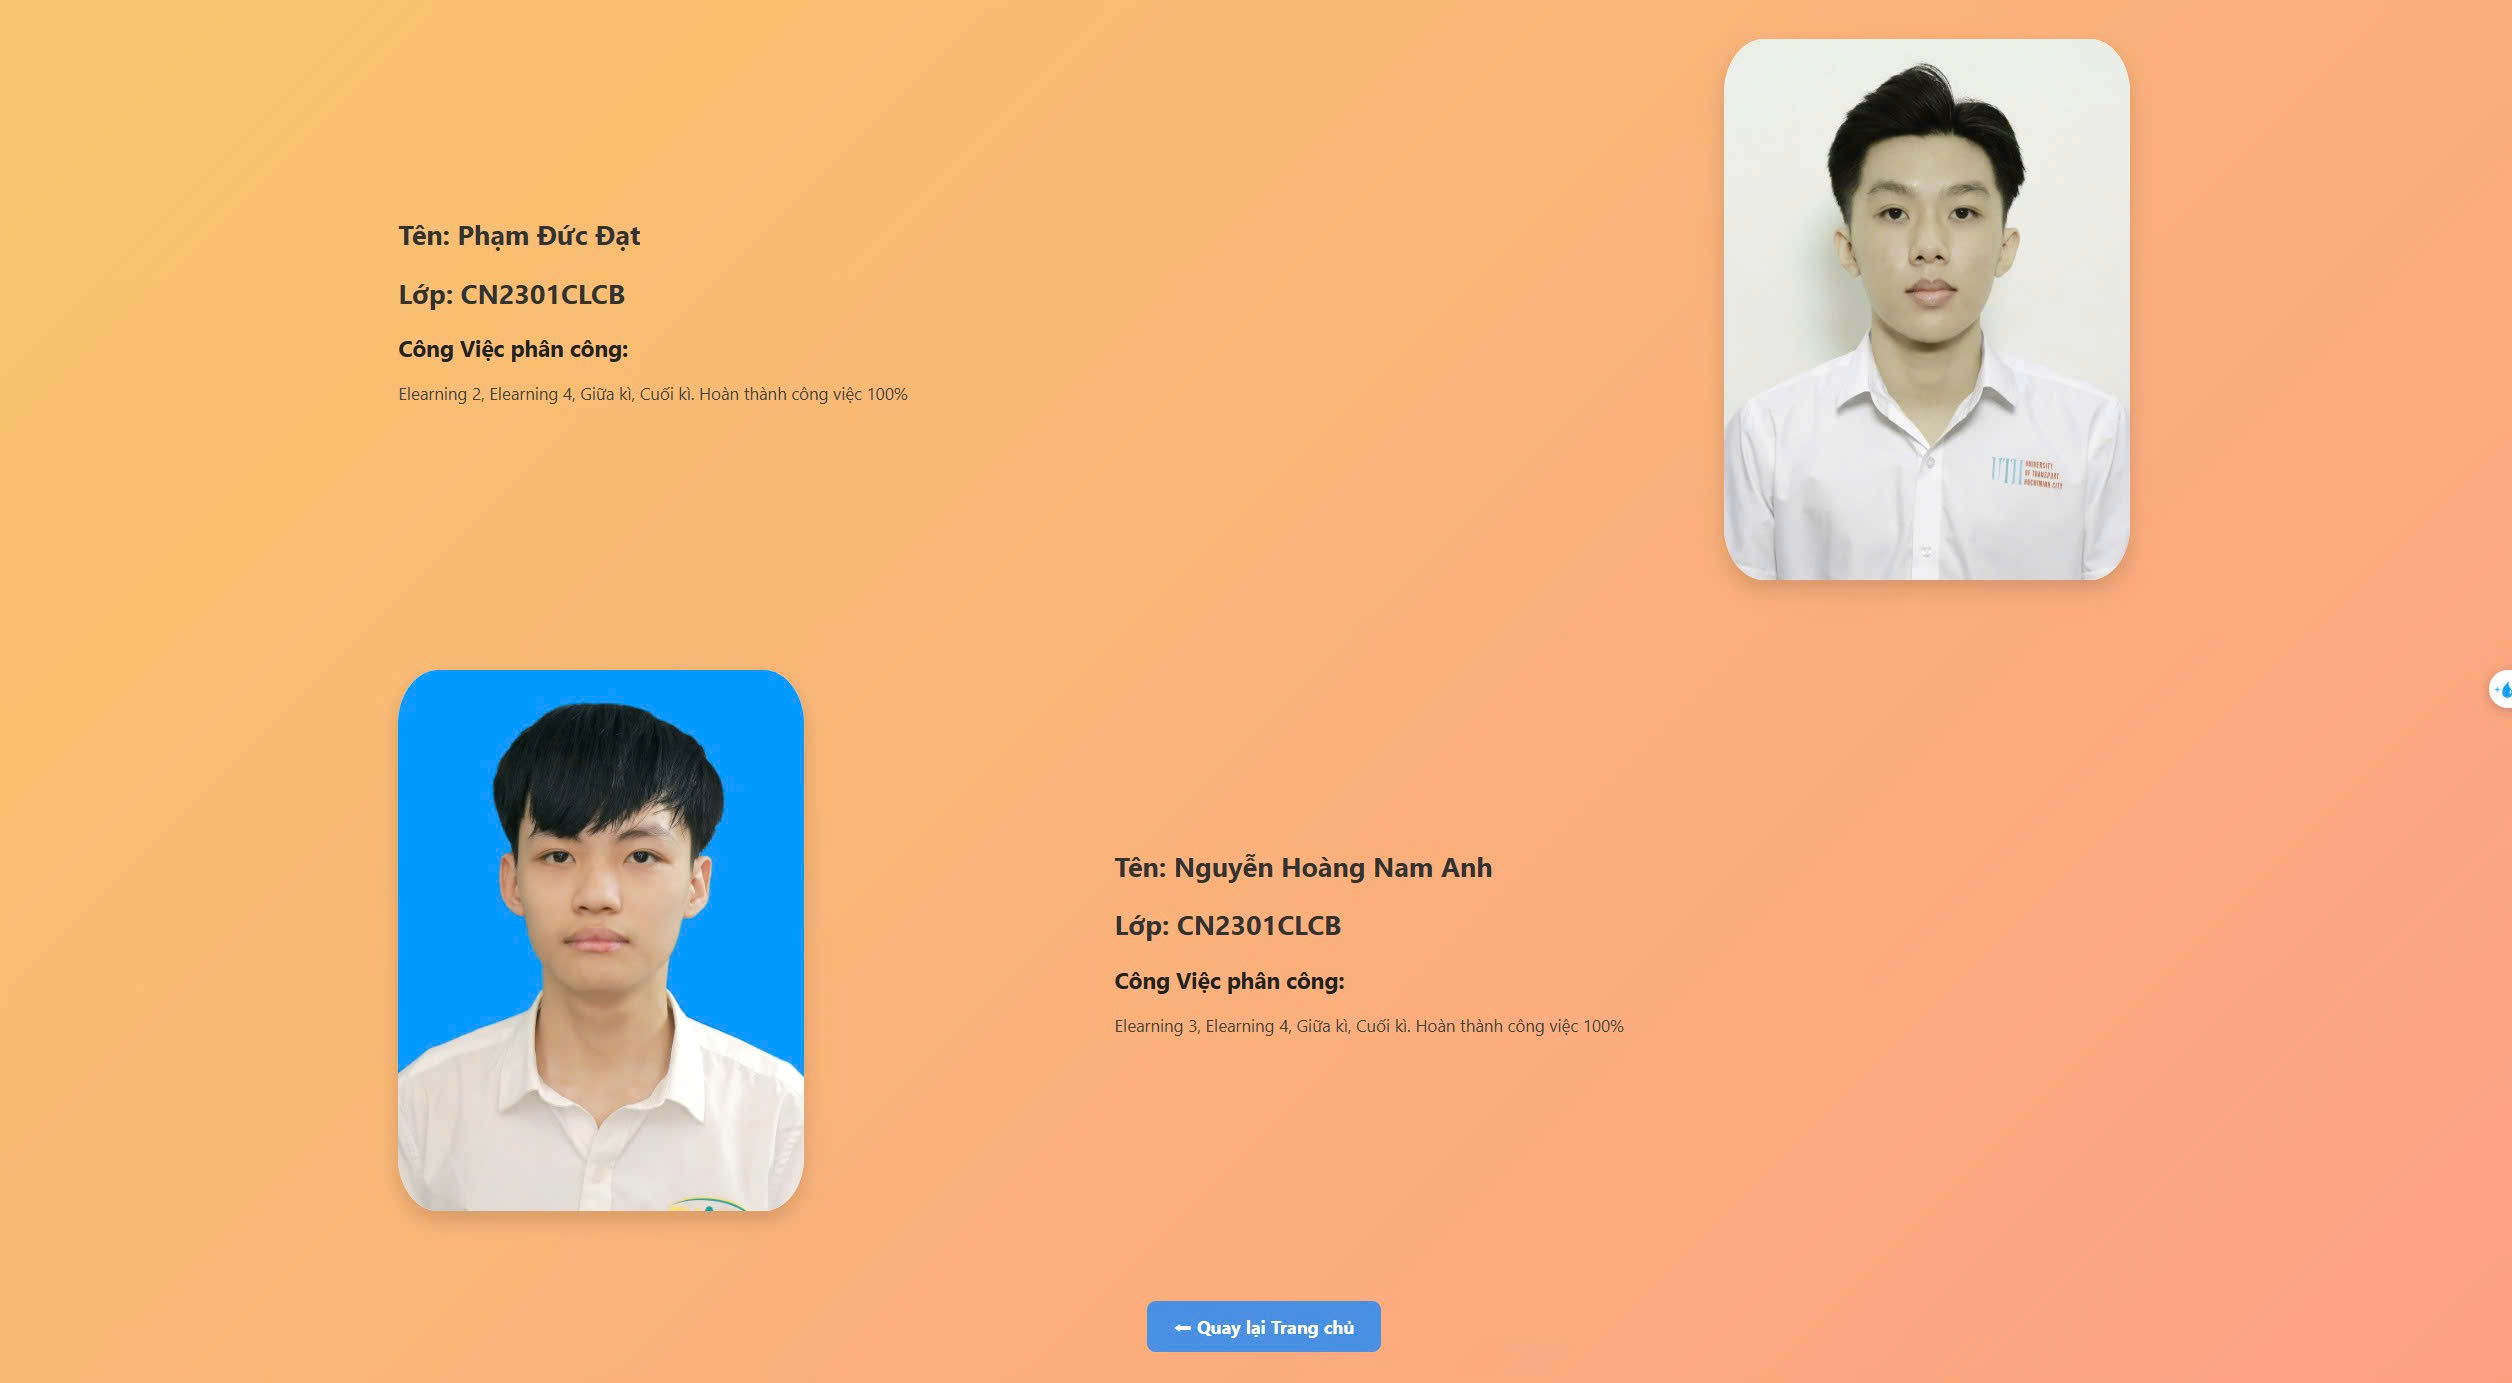 Tên: Phạm Đức Đạt
Lớp: CN2301CLCB
Công Việc phân công:
Elearning 2, Elearning 4, Giữa kì, Cuối kì. Hoàn thành công việc 100%
UNIVERSITY
OF TRANSPORT
HOCHIMINH CITY
Tên: Nguyễn Hoàng Nam Anh
Lớp: CN2301CLCB
Công Việc phân công:
Elearning 3, Elearning 4, Giữa kì, Cuối kì. Hoàn thành công việc 100%
⬅ Quay lại Trang chủ